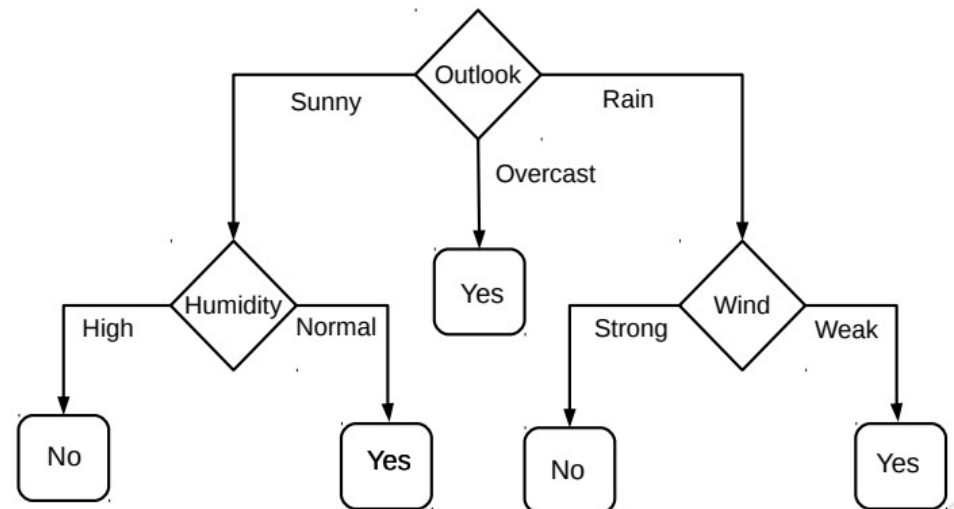 Outlook
Sunny
Rain
Overcast
Humidity
Yes
Wind
High
Normal
Strong
Weak
No
Yes
No
Yes